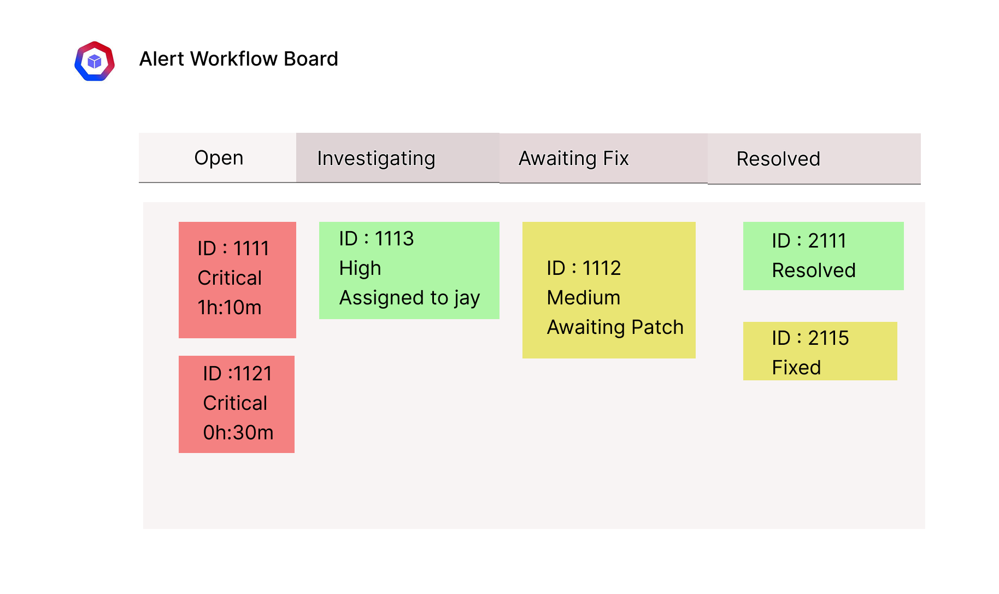 Alert Workflow Board
Open
Investigating
Awaiting Fix
Resolved
ID : 1111
Critical
1h:10m
ID :1121
Critical
0h:30m
ID : 1113
High
Assigned to jay
ID : 1112
Medium
Awaiting Patch
ID : 2111
Resolved
ID : 2115
Fixed